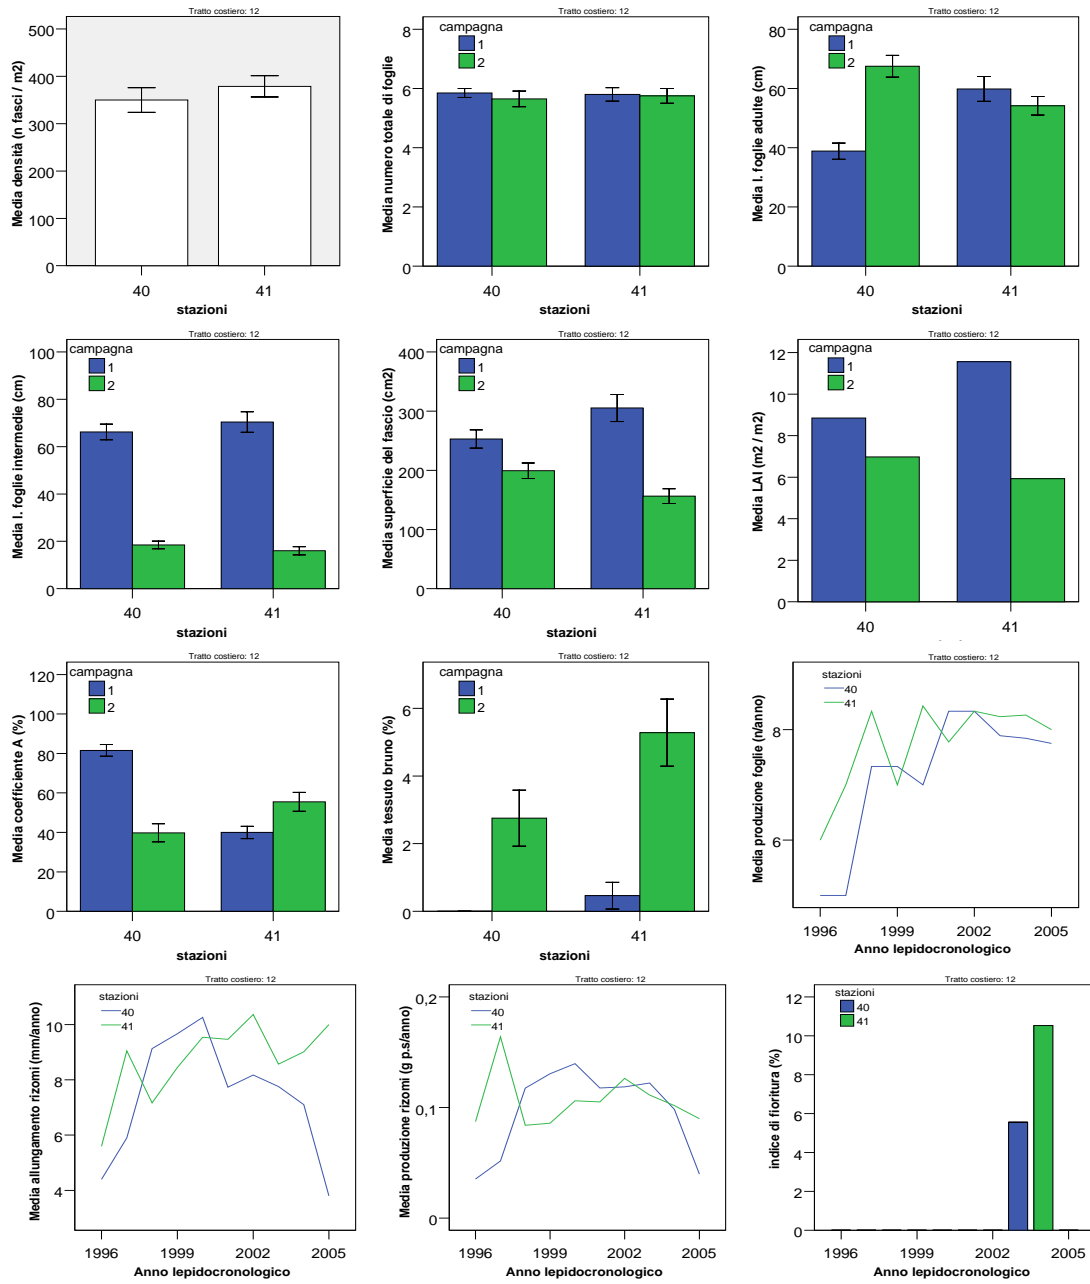 Tratto costiero: 12
Media densità (n fasci / m2)
500
400
300
200
100
0
40
41
stazioni
Tratto costiero: 12
campagna
1
2
Media numero totale di foglie
8
6
4
2
0
40
41
stazioni
Tratto costiero: 12
campagna
1
2
Media l. foglie adulte (cm)
80
60
40
20
0
40
41
stazioni
Tratto costiero: 12
campagna
1
2
Media l. foglie intermedie (cm)
100
80
60
40
20
0
40
41
stazioni
Tratto costiero: 12
campagna
1
2
Media superficie del fascio (cm2)
400
300
200
100
0
40
41
stazioni
Tratto costiero: 12
campagna
1
2
Media LAI (m2 / m2)
12
10
8
6
4
2
0
40
41
Tratto costiero: 12
campagna
1
2
Media coefficiente A (%)
120
100
80
60
40
20
0
40
41
stazioni
Tratto costiero: 12
campagna
1
2
Media tessuto bruno (%)
6
4
2
0
40
41
stazioni
Tratto costiero: 12
stazioni
40
41
Media produzione foglie (n/anno)
8
6
1996
1999
2002
2005
Anno lepidocronologico
Tratto costiero: 12
stazioni
40
41
Media allungamento rizomi (mm/anno)
10
8
6
4
1996
1999
2002
2005
Anno lepidocronologico
Tratto costiero: 12
stazioni
40
41
Media produzione rizomi (g p.s/anno)
0,2
0,1
0
1996
1999
2002
2005
Anno lepidocronologico
Tratto costiero: 12
stazioni
40
41
indice di fioritura (%)
12
10
8
6
4
2
0
1996
1999
2002
2005
Anno lepidocronologico